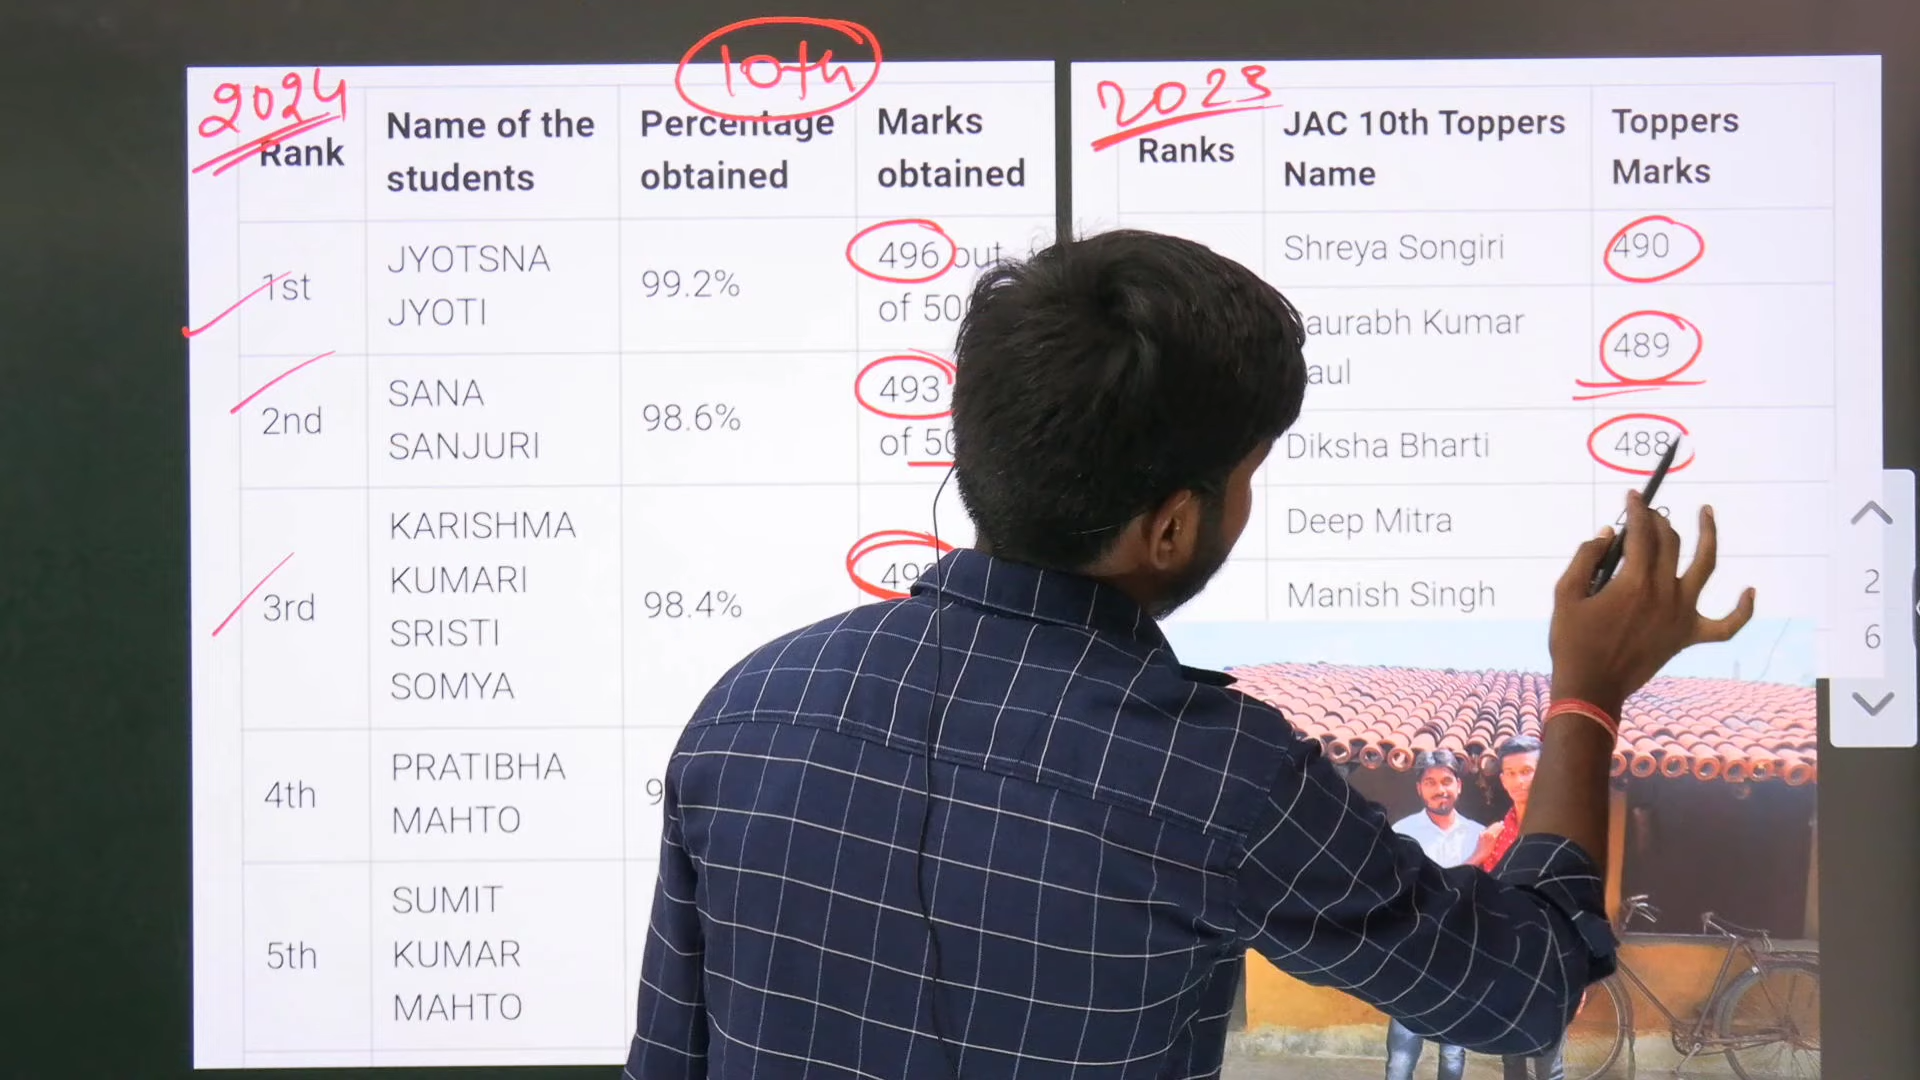 10th
2024
Rank
Name of the
students
Percentage
obtained
Marks
obtained
1st
JYOTSNA
JYOTI
99.2%
496 out
of 50
2nd
SANA
SANJURI
98.6%
493
of 50
3rd
KARISHMA
KUMARI
SRISTI
SOMYA
98.4%
4th
PRATIBHA
MAHTO
9
5th
SUMIT
KUMAR
MAHTO
2023
Ranks
JAC 10th Toppers
Name
Toppers
Marks
Shreya Songiri
490
aurabh Kumar
aul
489
Diksha Bharti
488
Deep Mitra
Manish Singh
2
6